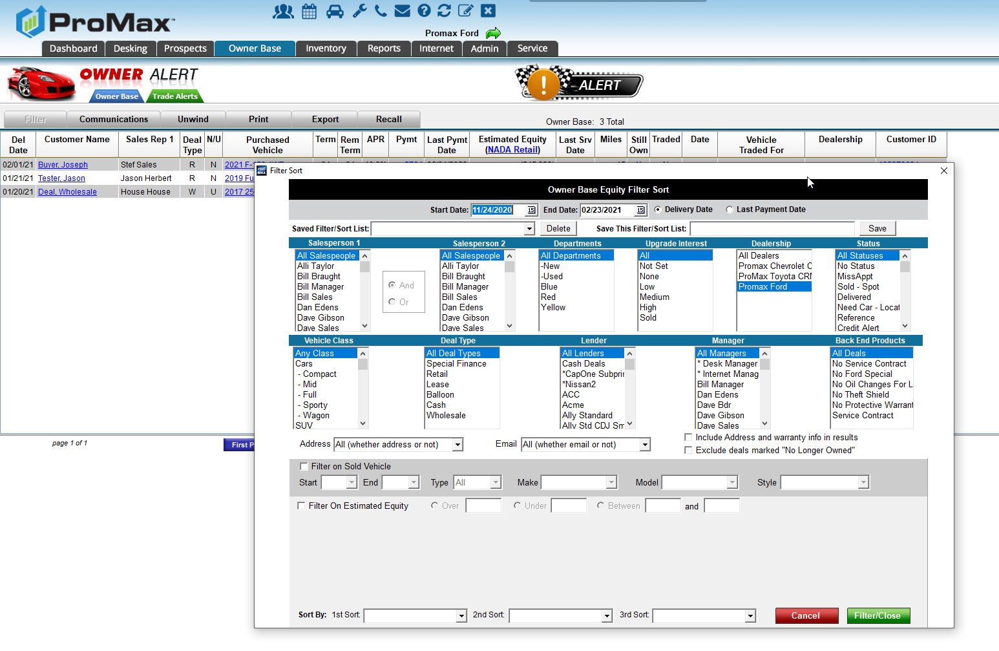 ProMax™
Promax Ford
Dashboard Desking Prospects Owner Base Inventory Reports Internet Admin Service
OWNER ALERT
Owner Base Trade Alerts
! ALERT
Filter Communications Unwind Print Export Recall
Owner Base: 3 Total
Del Date Customer Name Sales Rep 1 Deal Type N/U Purchased Vehicle Term Rem Term APR Pymt Last Pymt Date Estimated Equity (NADA Retail) Last Srv Date Miles Still Own Traded Date Vehicle Traded For Dealership Customer ID
02/01/21 Buyer, Joseph Stef Sales R N 2021 F-150 4WD
01/21/21 Tester, Jason Jason Herbert R N 2019 Fu
01/20/21 Deal, Wholesale House House W U 2017 25
page 1 of 1
First P
PRO MAX Filter Sort
Owner Base Equity Filter Sort
Start Date: 11/24/2020 15 End Date: 02/23/2021 15 Delivery Date Last Payment Date
Saved Filter/Sort List: Delete Save This Filter/Sort List: Save
Salesperson 1 Salesperson 2 Departments Upgrade Interest Dealership Status
All Salespeople All Salespeople All Departments All All Dealers All Statuses
Alli Taylor Alli Taylor -New Not Set Promax Chevrolet C No Status
Bill Braught Bill Braught -Used None ProMax Toyota CRM MissAppt
Bill Manager And Bill Manager Blue Low Promax Ford Sold - Spot
Bill Sales Or Bill Sales Red Medium Delivered
Dan Edens Dan Edens Yellow High Need Car - Locat
Dave Gibson Dave Gibson Sold Reference
Dave Sales Dave Sales Credit Alert
Vehicle Class Deal Type Lender Manager Back End Products
Any Class All Deal Types All Lenders All Managers All Deals
Cars Special Finance Cash Deals * Desk Manager No Service Contract
- Compact Retail *CapOne Subprin * Internet Manag No Ford Special
- Mid Lease *Nissan2 Bill Manager No Oil Changes For L
- Full Balloon ACC Dan Edens No Theft Shield
- Sporty Cash Acme Dave Bdr No Protective Warrant
- Wagon Wholesale Ally Standard Dave Gibson Service Contract
SUV Ally Std CDJ Sm Dave Sales
Address All (whether address or not) Email All (whether email or not) Include Address and warranty info in results
Exclude deals marked "No Longer Owned"
Filter on Sold Vehicle
Start End Type All Make Model Style
Filter On Estimated Equity Over Under Between and
Sort By: 1st Sort: 2nd Sort: 3rd Sort: Cancel Filter/Close